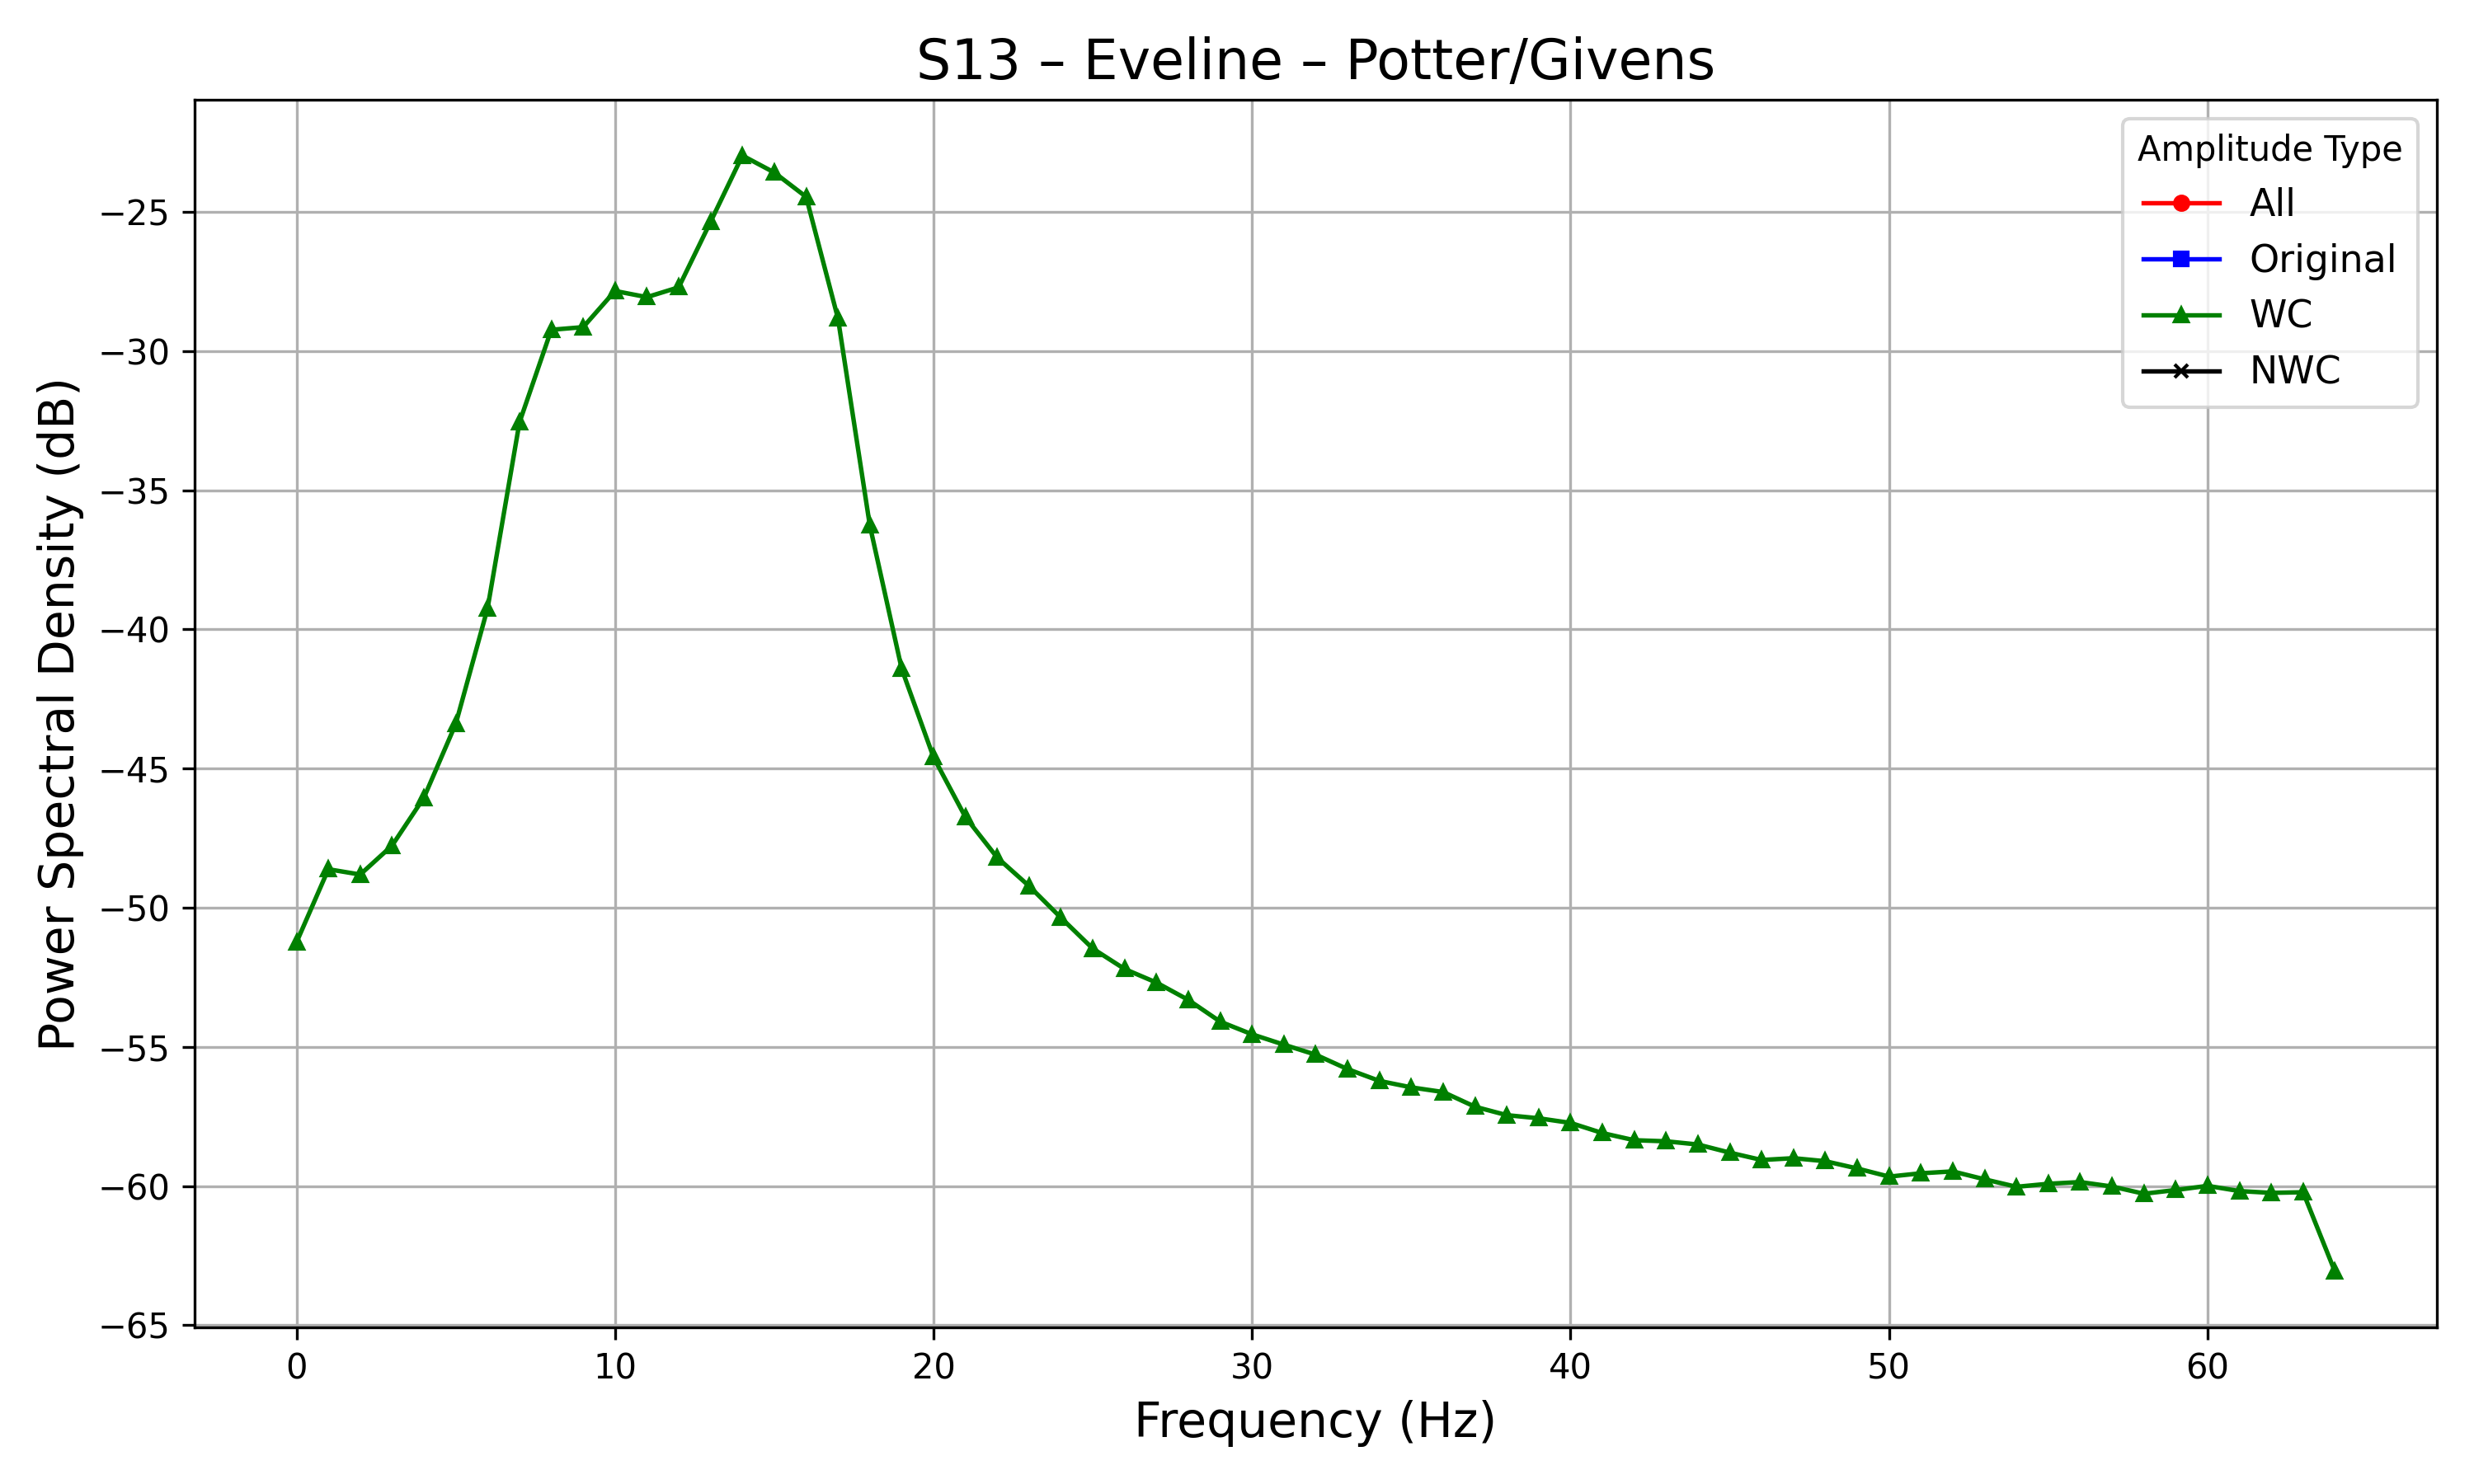 S13 – Eveline – Potter/Givens
Amplitude Type
All
Original
WC
NWC
Power Spectral Density (dB)
−25
−30
−35
−40
−45
−50
−55
−60
−65
0 10 20 30 40 50 60
Frequency (Hz)